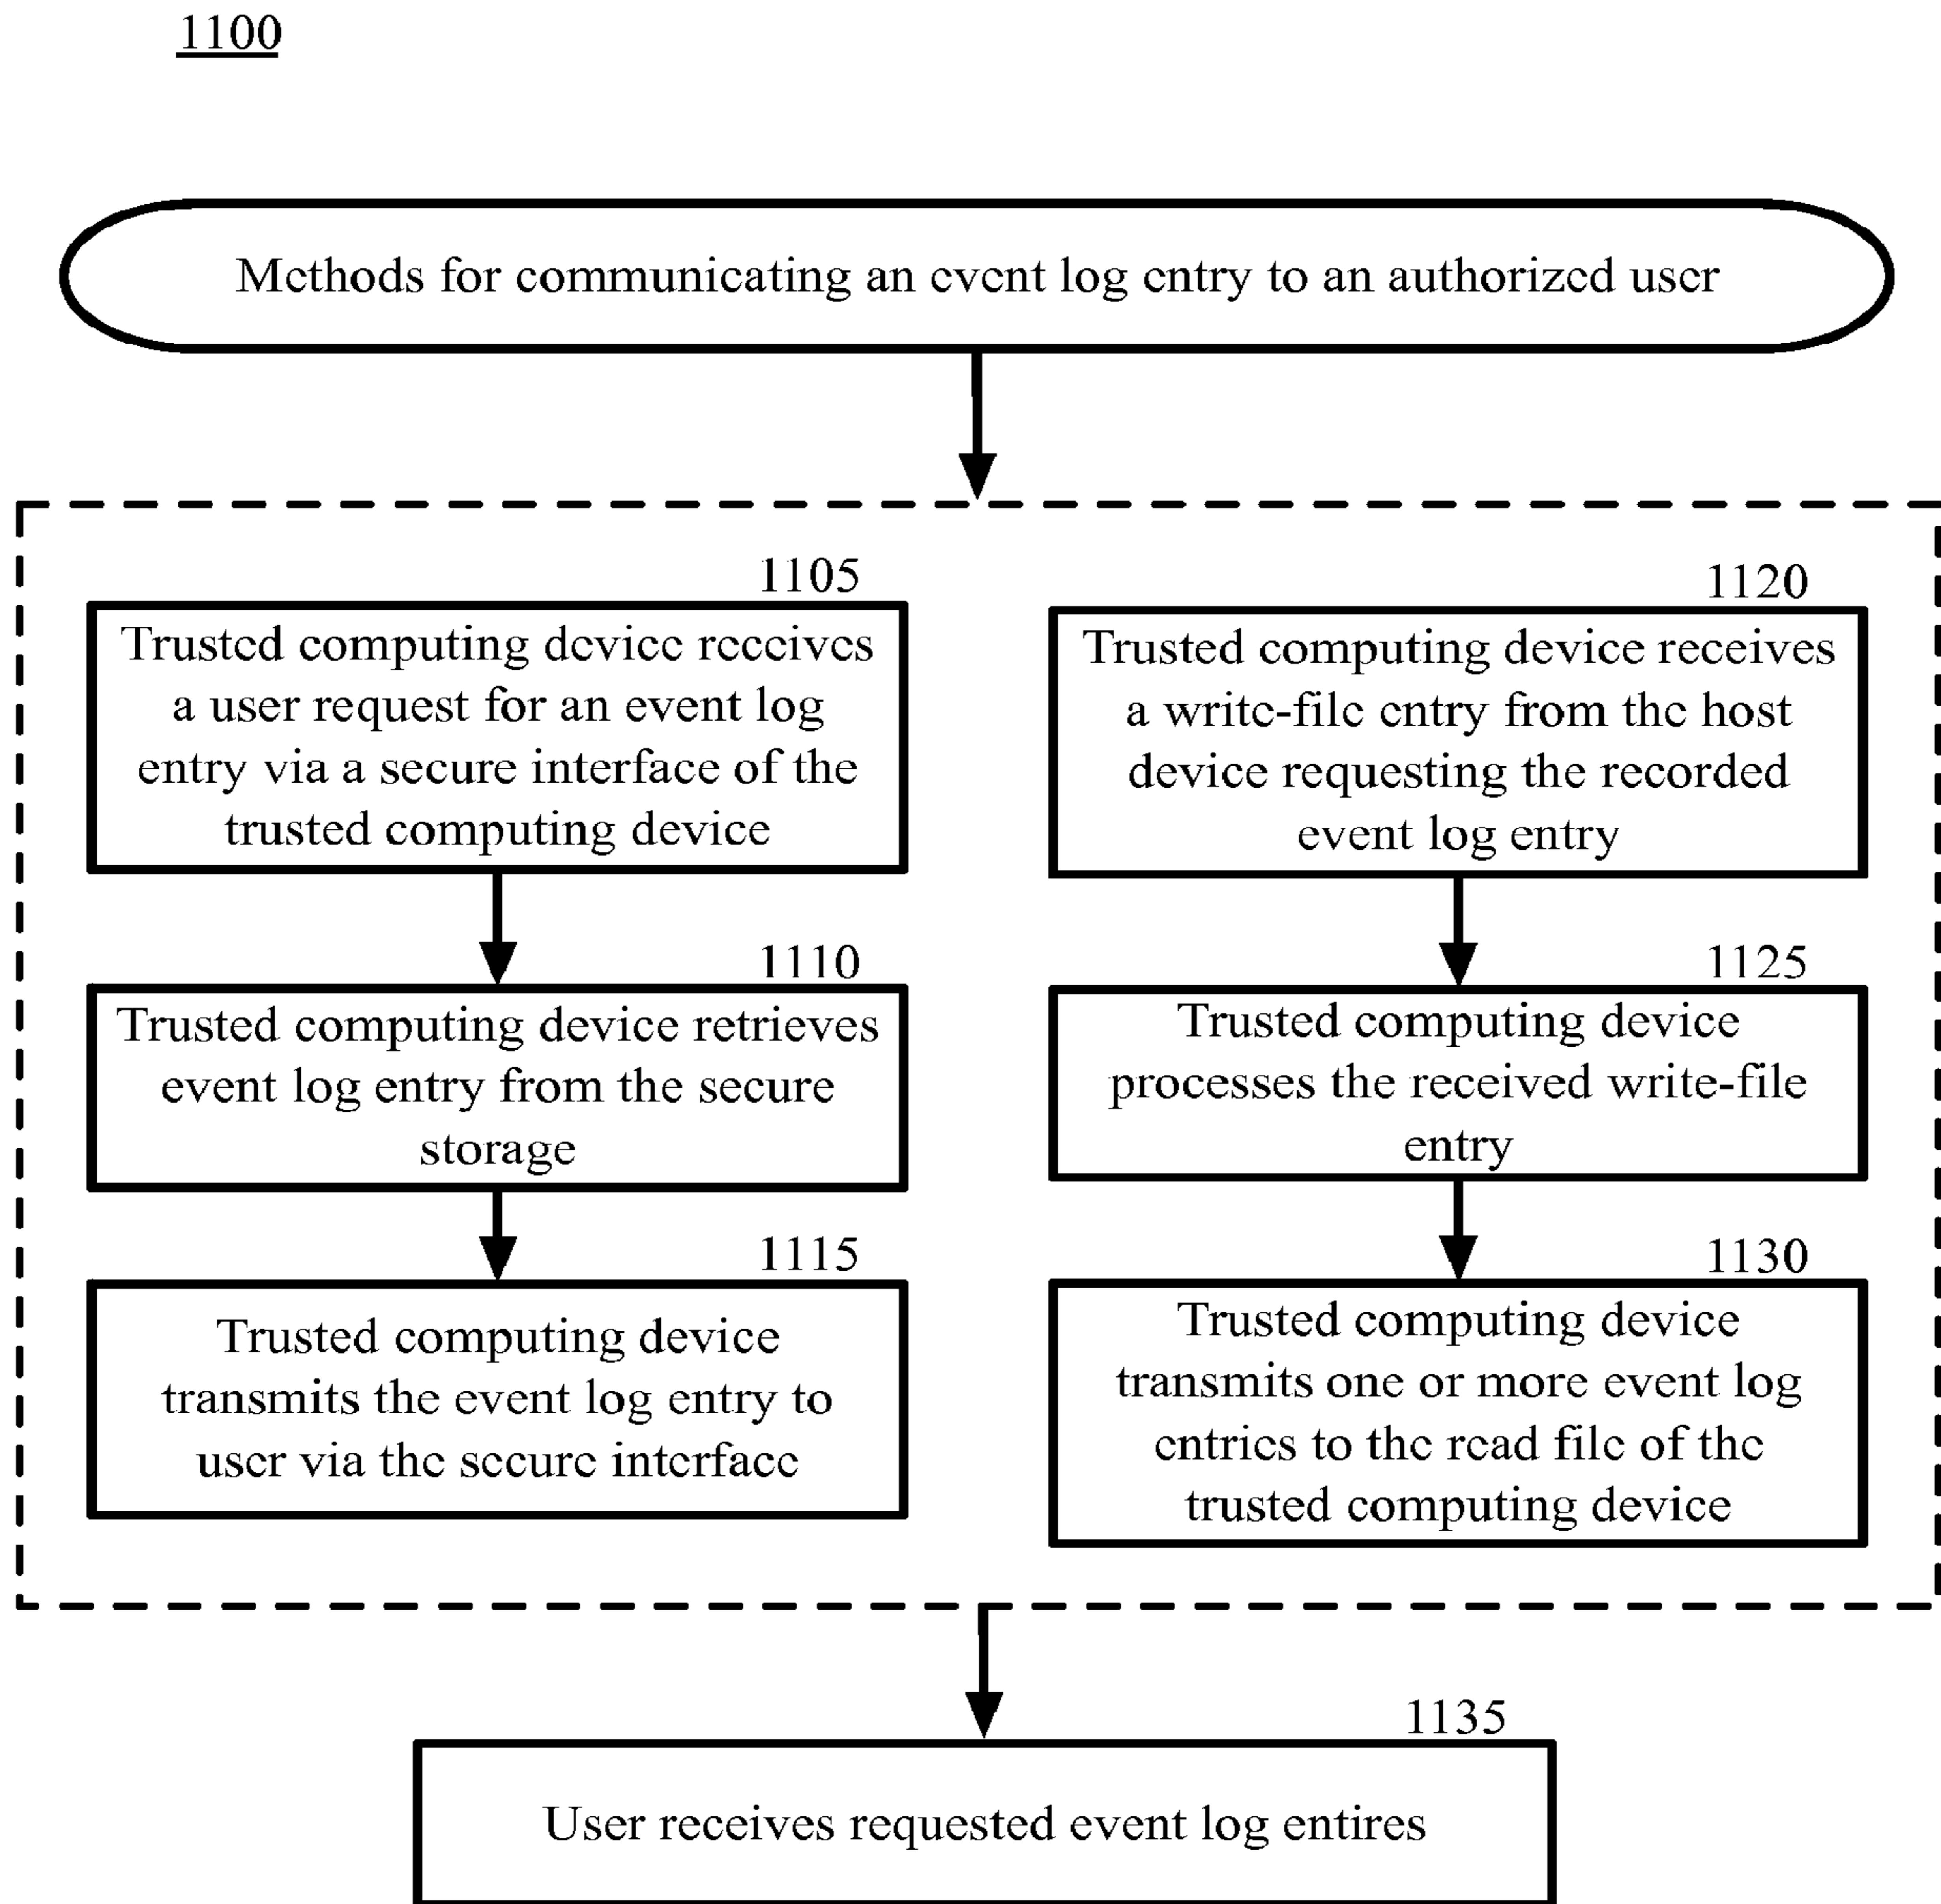 1100
Methods for communicating an event log entry to an authorized user
1105
Trusted computing device receives
a user request for an event log
entry via a secure interface of the
trusted computing device
1110
Trusted computing device retrieves
event log entry from the secure
storage
1115
Trusted computing device
transmits the event log entry to
user via the secure interface
1120
Trusted computing device receives
a write-file entry from the host
device requesting the recorded
event log entry
1125
Trusted computing device
processes the received write-file
entry
1130
Trusted computing device
transmits one or more event log
entries to the read file of the
trusted computing device
1135
User receives requested event log entires